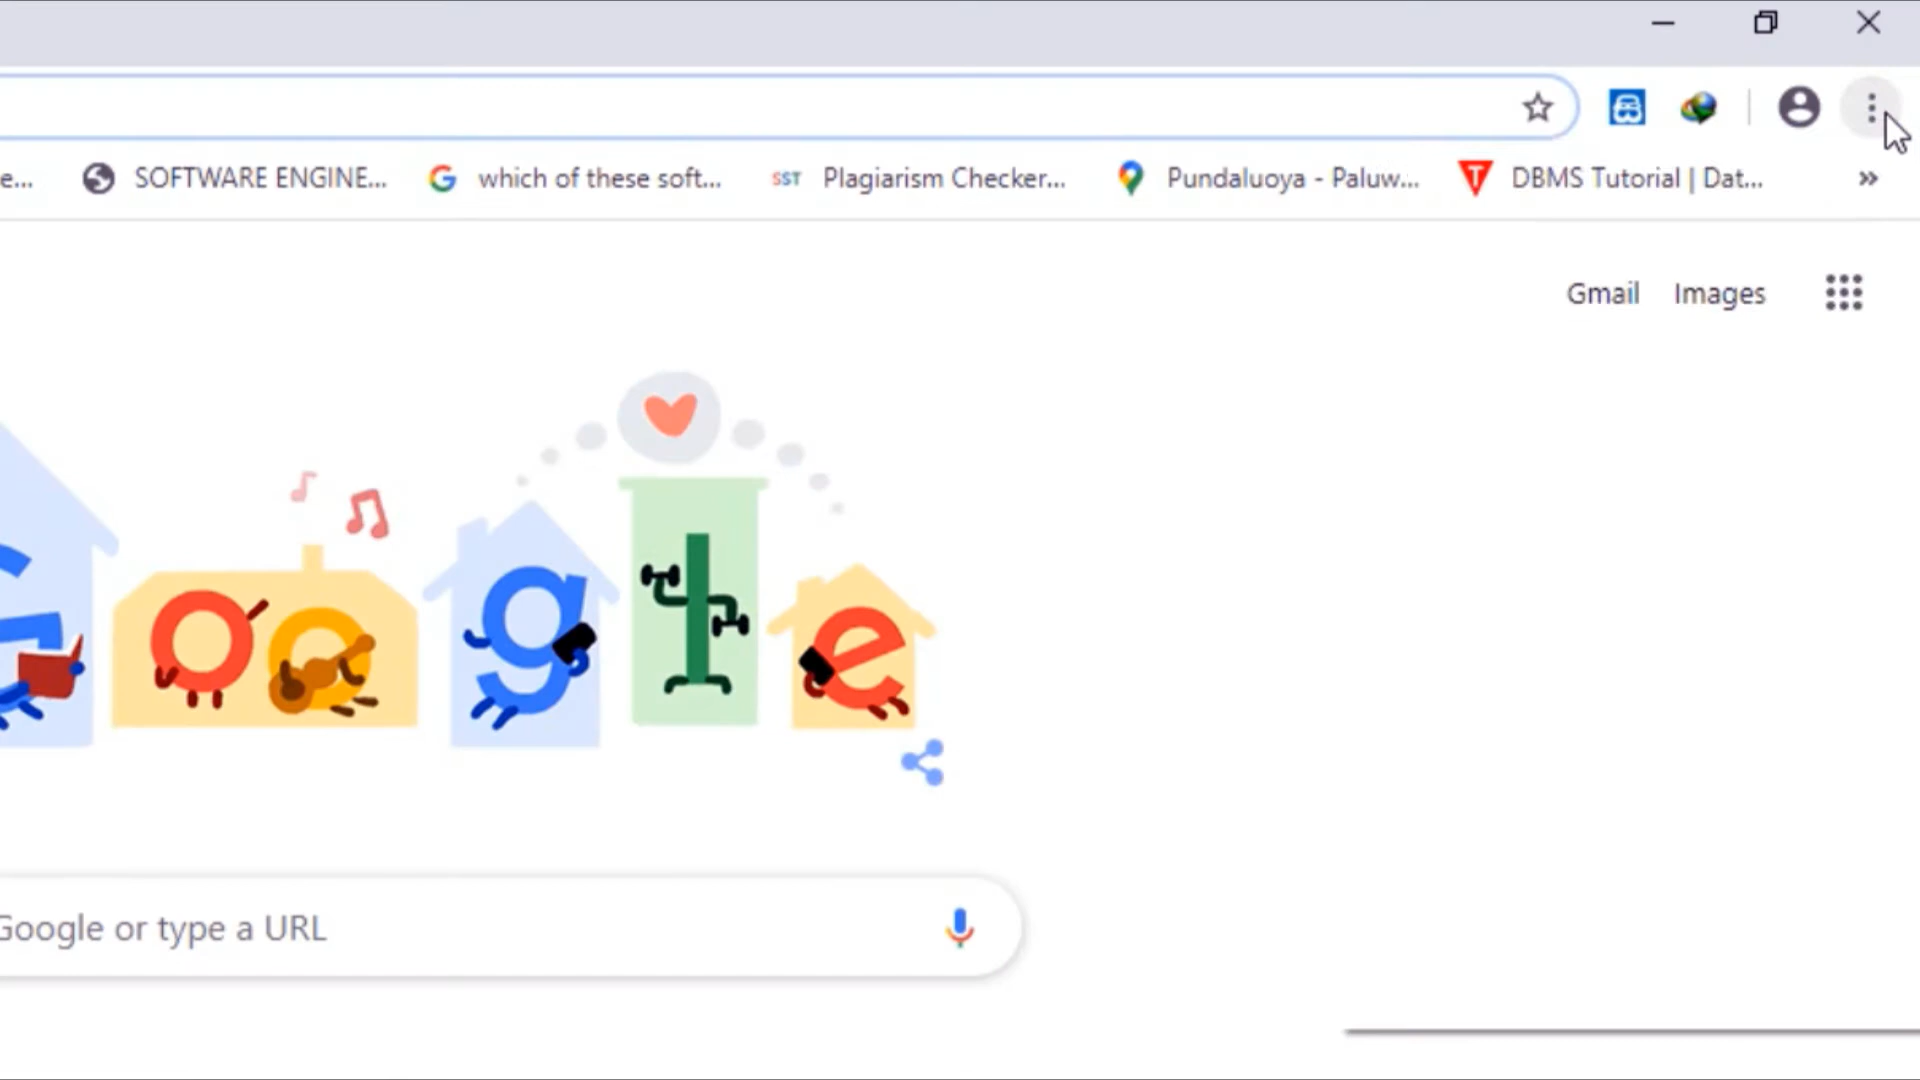 e... SOFTWARE ENGINE... which of these soft... SST Plagiarism Checker... Pundaluoya - Paluw... DBMS Tutorial | Dat... »
Gmail Images
Google
Google or type a URL